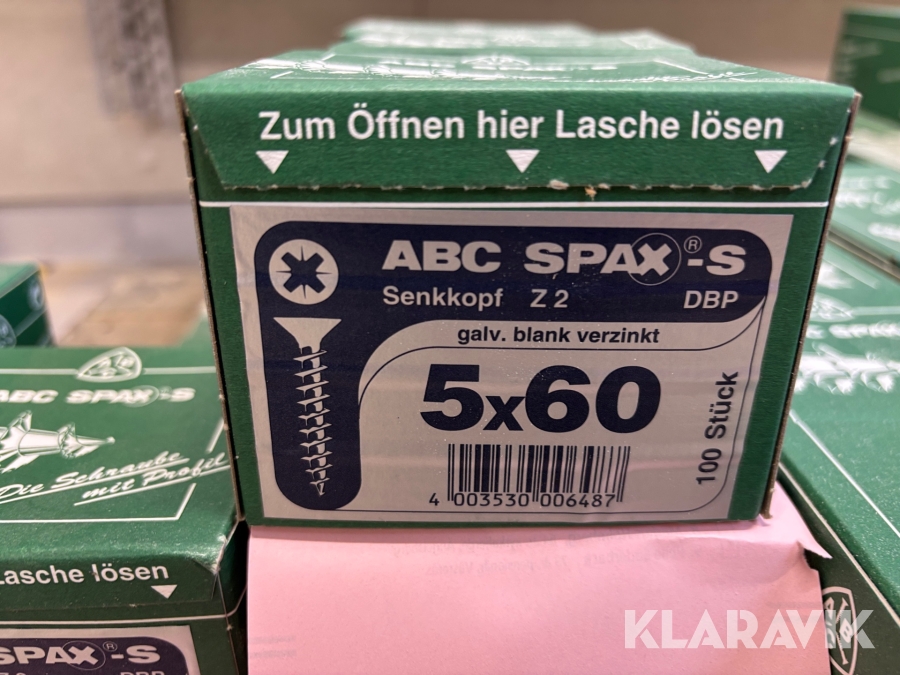 Zum Öffnen hier Lasche lösen
ABC SPAX®-S
Senkkopf Z 2 DBP
galv. blank verzinkt
5x60
100 Stück
4 003530 006487
ABC SPAX-S
Die Schraube
mit Profil
Lasche lösen
SPAX®-S
KLARAVIK